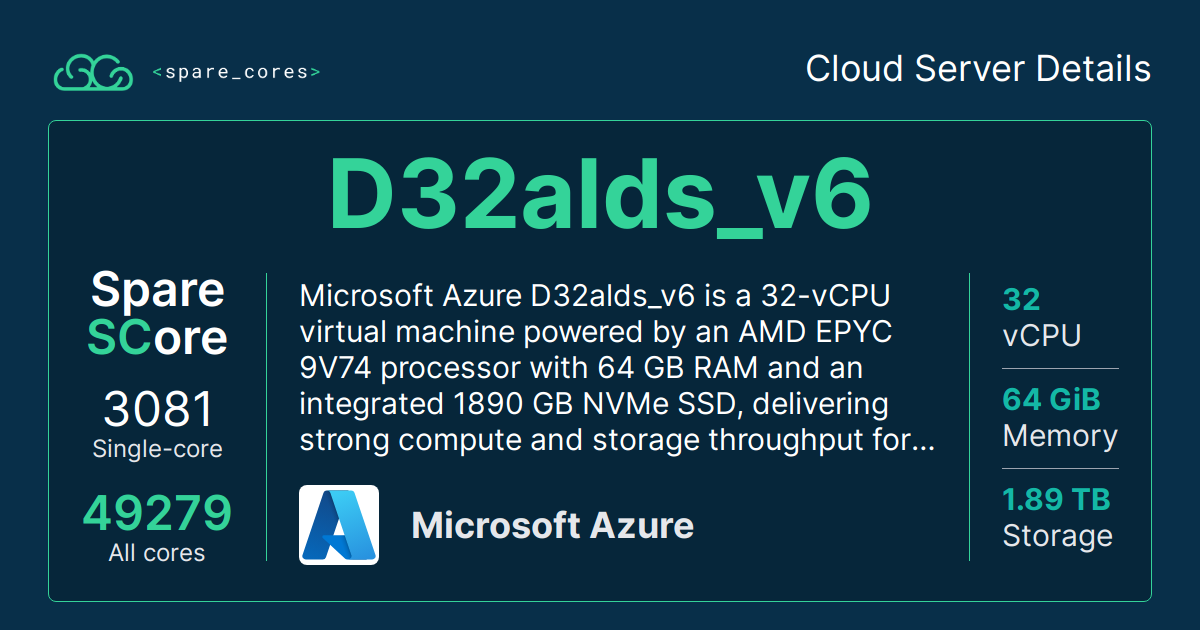 <spare_cores>
Cloud Server Details
D32alds_v6
Spare
SCore
3081
Single-core
49279
All cores
Microsoft Azure D32alds_v6 is a 32-vCPU
virtual machine powered by an AMD EPYC
9V74 processor with 64 GB RAM and an
integrated 1890 GB NVMe SSD, delivering
strong compute and storage throughput for...
Microsoft Azure
32
vCPU
64 GiB
Memory
1.89 TB
Storage